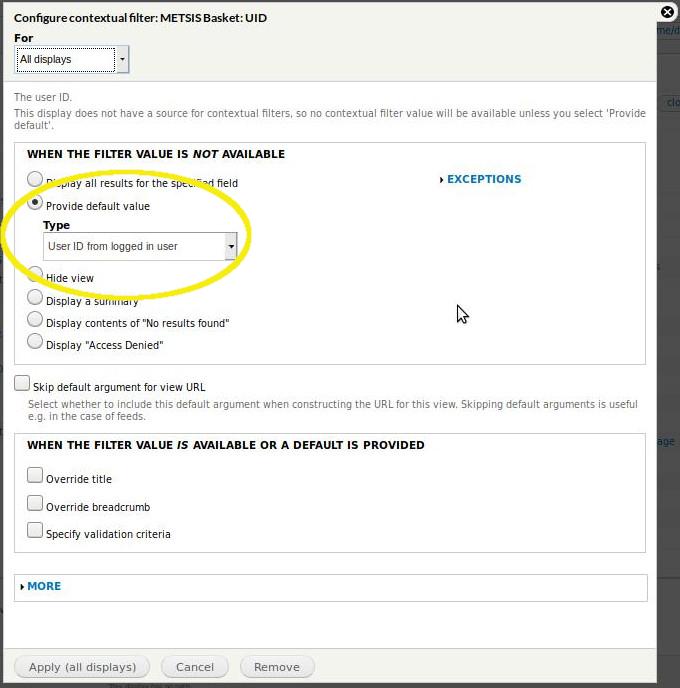 Configure contextual filter: METSIS Basket: UID
For
All displays
The user ID.
This display does not have a source for contextual filters, so no contextual filter value will be available unless you select 'Provide
default'.
WHEN THE FILTER VALUE IS NOT AVAILABLE
Display all results for the specified field
EXCEPTIONS
Provide default value
Type
User ID from logged in user
Hide view
Display a summary
Display contents of "No results found"
Display "Access Denied"
Skip default argument for view URL
Select whether to include this default argument when constructing the URL for this view. Skipping default arguments is useful
e.g. in the case of feeds.
WHEN THE FILTER VALUE IS AVAILABLE OR A DEFAULT IS PROVIDED
Override title
Override breadcrumb
Specify validation criteria
MORE
Apply (all displays)
Cancel
Remove